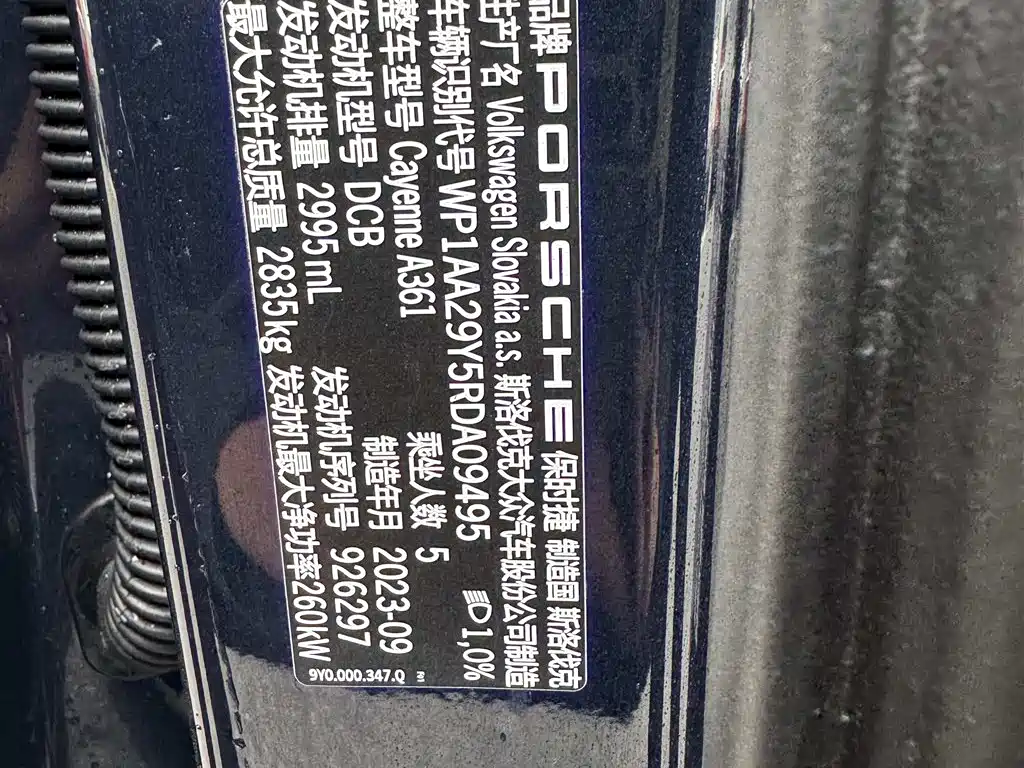 品牌 PORSCHE 保时捷 制造国 斯洛伐克
生产厂名 Volkswagen Slovakia a.s. 斯洛伐克大众汽车股份公司制造
车辆识别代号 WP1AA29Y5RDA09495 1,0%
整车型号 Cayenne A361 乘坐人数 5
发动机型号 DCB 制造年月 2023-09
发动机排量 2995mL 发动机序列号 926297
最大允许总质量 2835kg 发动机最大净功率260kW
9Y0.000.347.Q